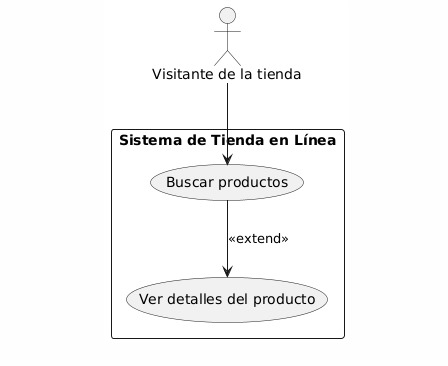 Visitante de la tienda
Sistema de Tienda en Línea
Buscar productos
«extend»
Ver detalles del producto